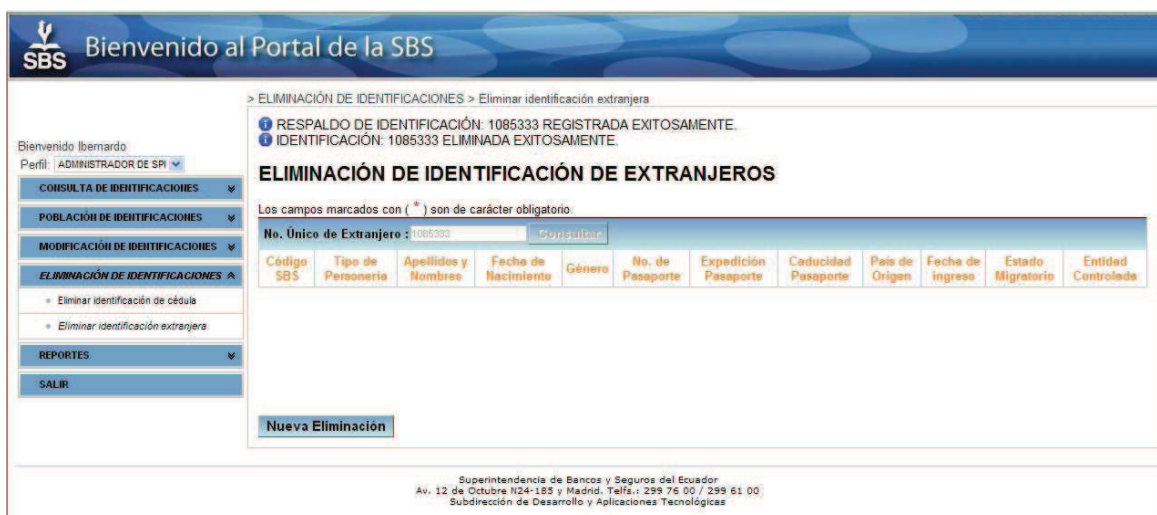 SBS
Bienvenido al Portal de la SBS
> ELIMINACIÓN DE IDENTIFICACIONES > Eliminar identificación extranjera
RESPALDO DE IDENTIFICACIÓN: 1085333 REGISTRADA EXITOSAMENTE.
IDENTIFICACIÓN: 1085333 ELIMINADA EXITOSAMENTE.
Bienvenido lbernardo
Perfil: ADMINISTRADOR DE SPI
CONSULTA DE IDENTIFICACIONES
POBLACIÓN DE IDENTIFICACIONES
MODIFICACIÓN DE IDENTIFICACIONES
ELIMINACIÓN DE IDENTIFICACIONES
Eliminar identificación de cédula
Eliminar identificación extranjera
REPORTES
SALIR
ELIMINACIÓN DE IDENTIFICACIÓN DE EXTRANJEROS
Los campos marcados con ( * ) son de carácter obligatorio
No. Único de Extranjero : 1085333 Consultar
Código SBS Tipo de Personería Apellidos y Nombres Fecha de Nacimiento Género No. de Pasaporte Expedición Pasaporte Caducidad Pasaporte País de Origen Fecha de ingreso Estado Migratorio Entidad Controlada
Nueva Eliminación
Superintendencia de Bancos y Seguros del Ecuador
Av. 12 de Octubre N24-185 y Madrid. Telfs.: 299 76 00 / 299 61 00
Subdirección de Desarrollo y Aplicaciones Tecnológicas